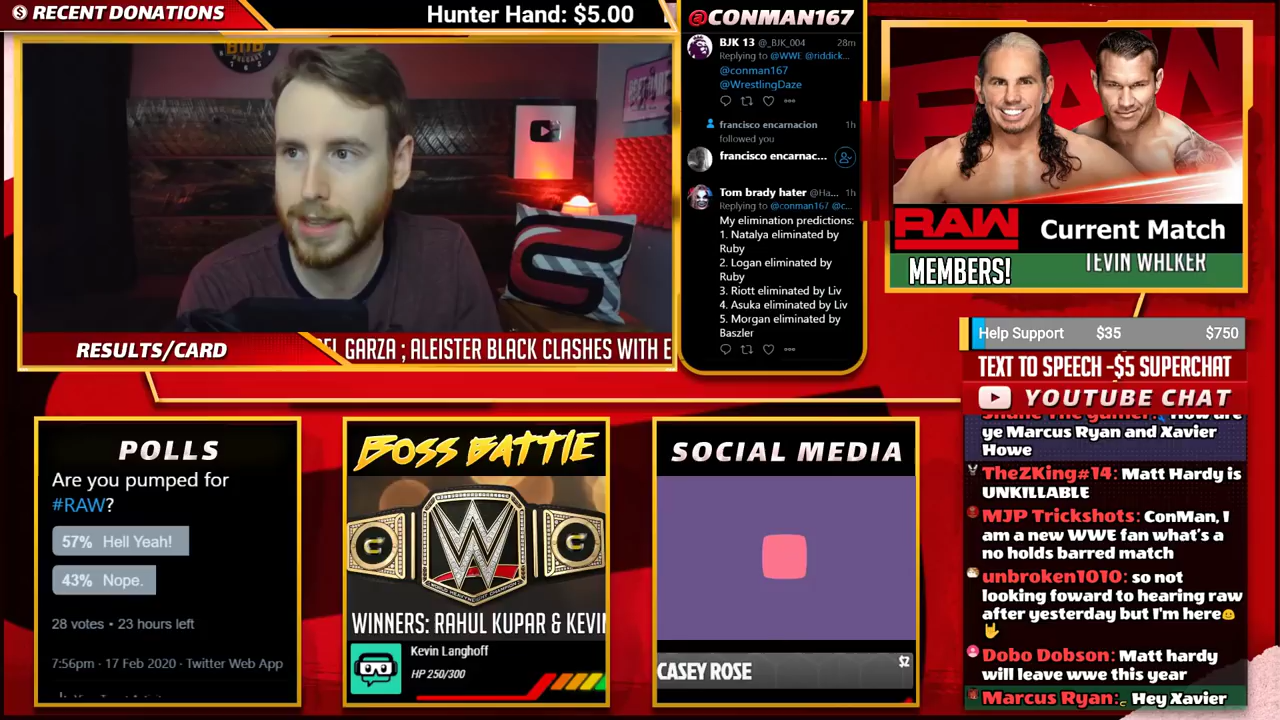 RECENT DONATIONS
Hunter Hand: $5.00
@CONMAN167
BJK 13 @_BJK_004 28m
Replying to @WWE @riddick...
@conman167
@WrestlingDaze
francisco encarnacion 1h
followed you
francisco encarnac...
Tom brady hater @Ha... 1h
Replying to @conman167 @c...
My elimination predictions:
1. Natalya eliminated by
Ruby
2. Logan eliminated by
Ruby
3. Riott eliminated by Liv
4. Asuka eliminated by Liv
5. Morgan eliminated by
Baszler
RAW
Current Match
MEMBERS!
TEVIN WALKER
RESULTS/CARD
EL GARZA ; ALEISTER BLACK CLASHES WITH E
Help Support $35 $750
TEXT TO SPEECH -$5 SUPERCHAT
YOUTUBE CHAT
Shane The gamer: How are
ye Marcus Ryan and Xavier
Howe
TheZKing#14: Matt Hardy is
UNKILLABLE
MJP Trickshots: ConMan, I
am a new WWE fan what's a
no holds barred match
unbroken1010: so not
looking foward to hearing raw
after yesterday but I'm here
Dobo Dobson: Matt hardy
will leave wwe this year
Marcus Ryan: Hey Xavier
POLLS
Are you pumped for
#RAW?
57% Hell Yeah!
43% Nope.
28 votes • 23 hours left
7:56pm · 17 Feb 2020 · Twitter Web App
BOSS BATTLE
WINNERS: RAHUL KUPAR & KEVI
Kevin Langhoff
HP 250/300
SOCIAL MEDIA
CASEY ROSE
$2